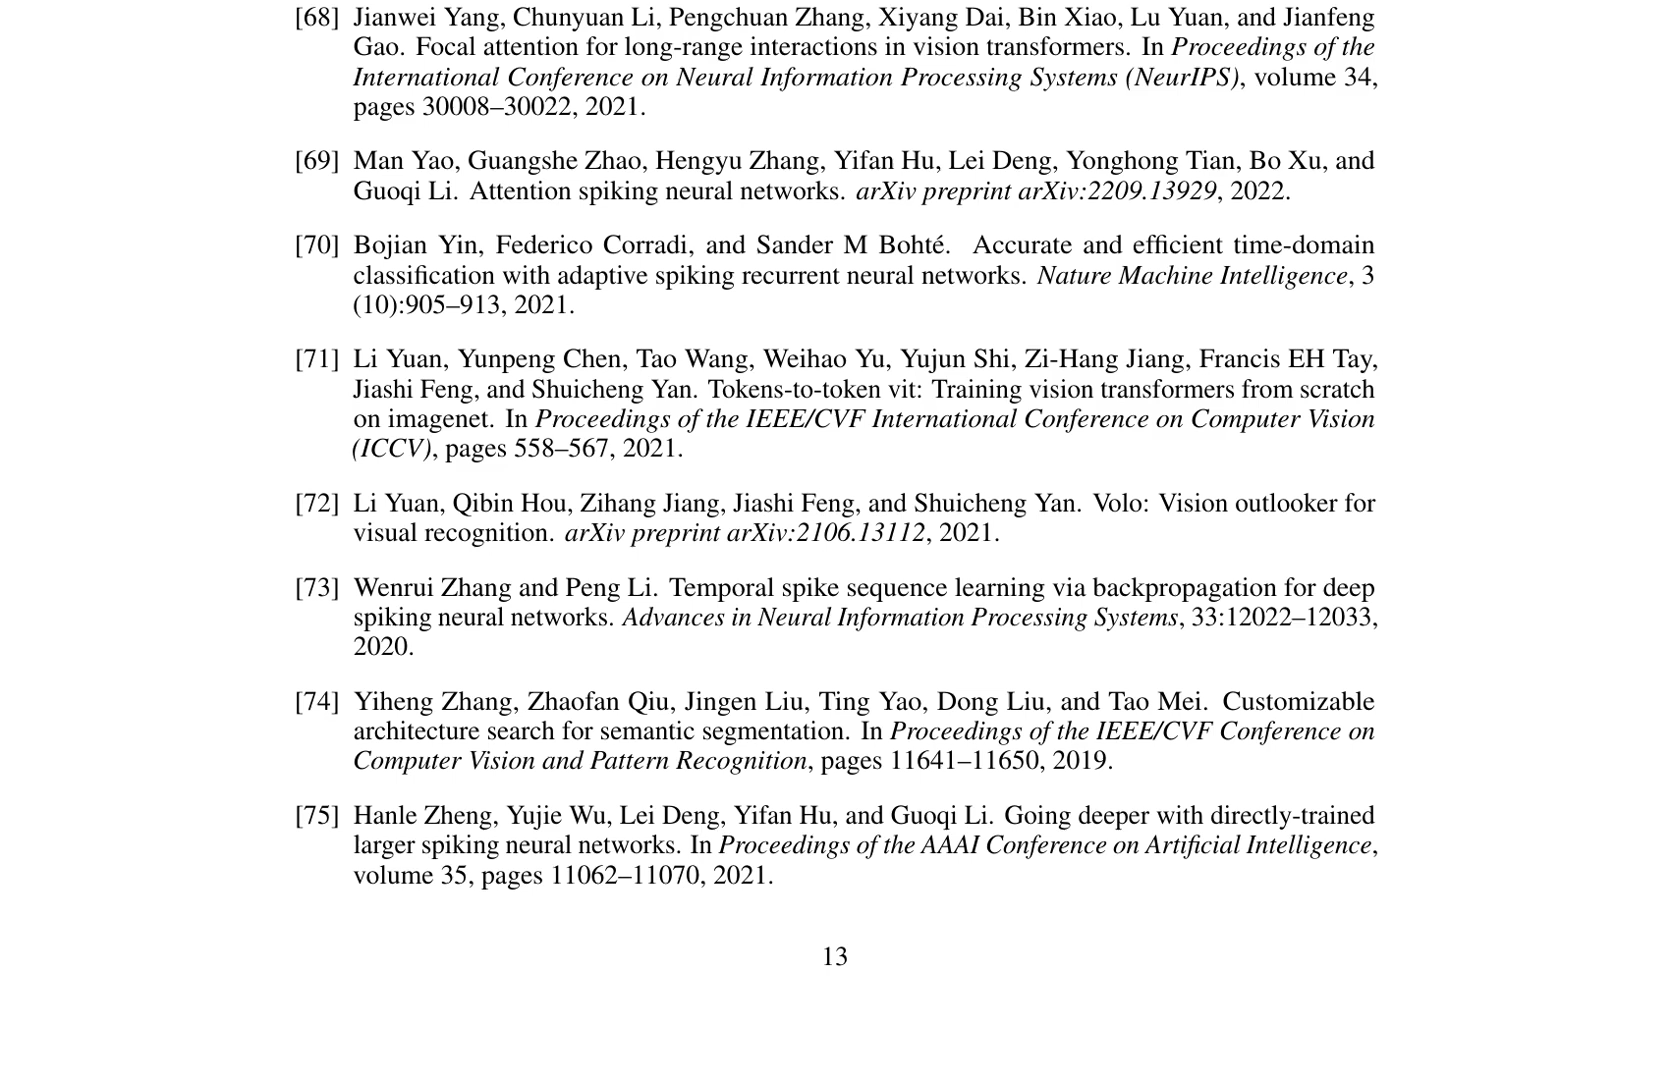 [68] Jianwei Yang, Chunyuan Li, Pengchuan Zhang, Xiyang Dai, Bin Xiao, Lu Yuan, and Jianfeng
Gao. Focal attention for long-range interactions in vision transformers. In Proceedings of the
International Conference on Neural Information Processing Systems (NeurIPS), volume 34,
pages 30008–30022, 2021.
[69] Man Yao, Guangshe Zhao, Hengyu Zhang, Yifan Hu, Lei Deng, Yonghong Tian, Bo Xu, and
Guoqi Li. Attention spiking neural networks. arXiv preprint arXiv:2209.13929, 2022.
[70] Bojian Yin, Federico Corradi, and Sander M Bohté. Accurate and efficient time-domain
classification with adaptive spiking recurrent neural networks. Nature Machine Intelligence, 3
(10):905–913, 2021.
[71] Li Yuan, Yunpeng Chen, Tao Wang, Weihao Yu, Yujun Shi, Zi-Hang Jiang, Francis EH Tay,
Jiashi Feng, and Shuicheng Yan. Tokens-to-token vit: Training vision transformers from scratch
on imagenet. In Proceedings of the IEEE/CVF International Conference on Computer Vision
(ICCV), pages 558–567, 2021.
[72] Li Yuan, Qibin Hou, Zihang Jiang, Jiashi Feng, and Shuicheng Yan. Volo: Vision outlooker for
visual recognition. arXiv preprint arXiv:2106.13112, 2021.
[73] Wenrui Zhang and Peng Li. Temporal spike sequence learning via backpropagation for deep
spiking neural networks. Advances in Neural Information Processing Systems, 33:12022–12033,
2020.
[74] Yiheng Zhang, Zhaofan Qiu, Jingen Liu, Ting Yao, Dong Liu, and Tao Mei. Customizable
architecture search for semantic segmentation. In Proceedings of the IEEE/CVF Conference on
Computer Vision and Pattern Recognition, pages 11641–11650, 2019.
[75] Hanle Zheng, Yujie Wu, Lei Deng, Yifan Hu, and Guoqi Li. Going deeper with directly-trained
larger spiking neural networks. In Proceedings of the AAAI Conference on Artificial Intelligence,
volume 35, pages 11062–11070, 2021.
13